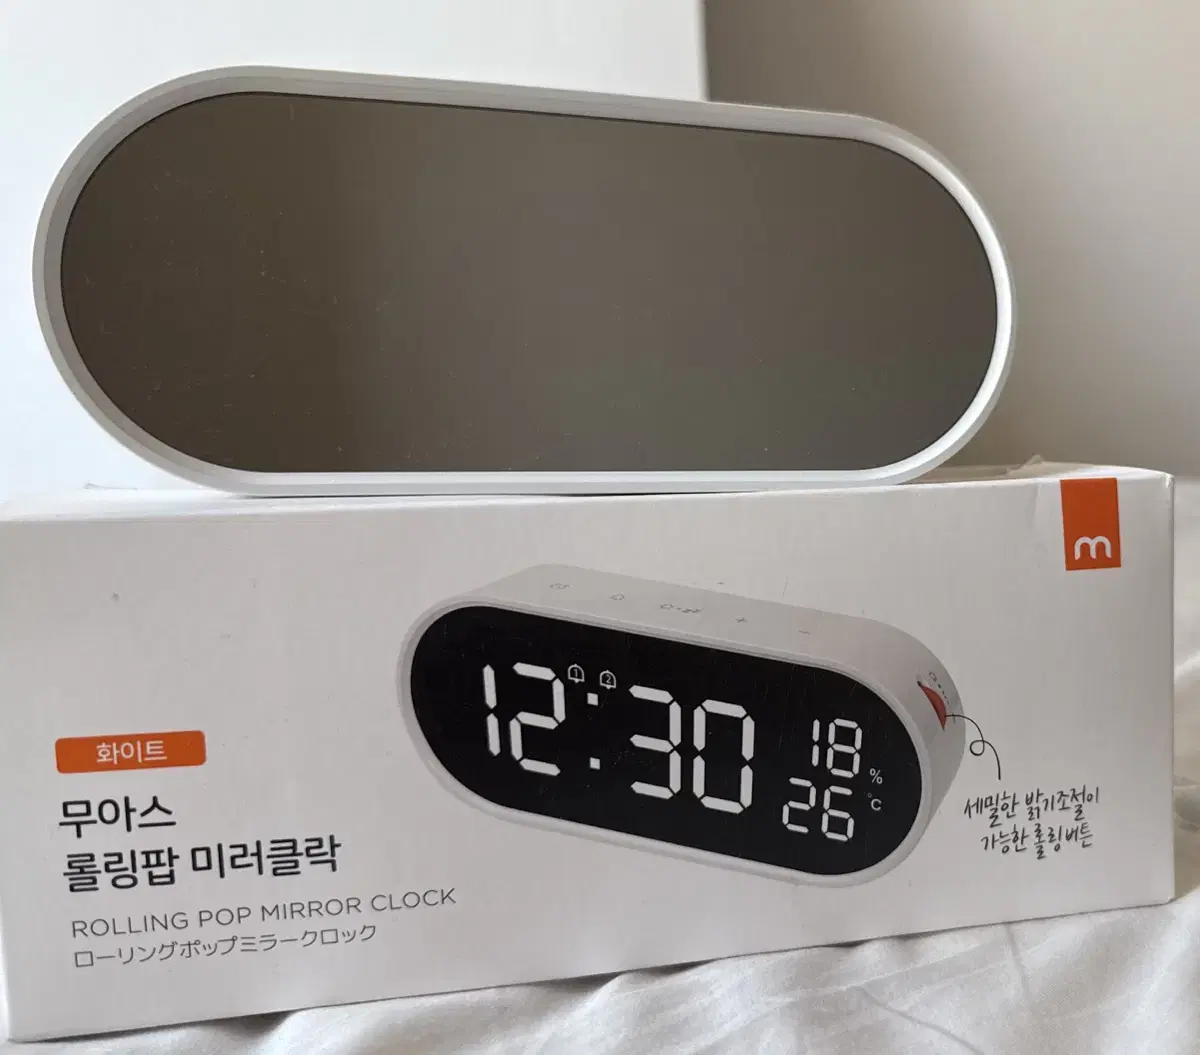 m
12:30
1 2
18 %
26 °C
화이트
무아스
롤링팝 미러클락
ROLLING POP MIRROR CLOCK
ローリングポップミラークロック
세밀한 밝기조절이
가능한 롤링버튼